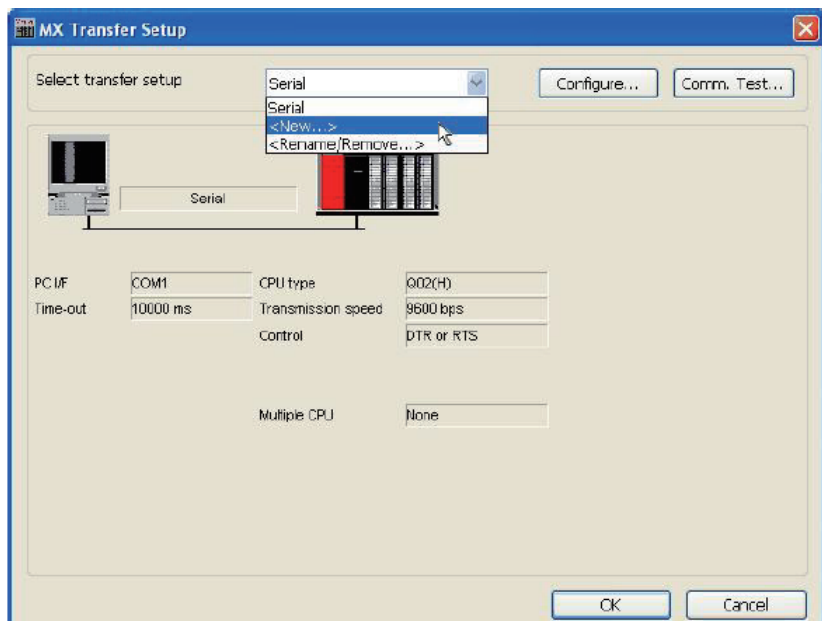 MX Transfer Setup
Select transfer setup
Serial
Configure...
Comm. Test...
Serial
<New...>
<Rename/Remove...>
Serial
PC I/F COM1 CPU type Q02(H)
Time-out 10000 ms Transmission speed 9600 bps
Control DTR or RTS
Multiple CPU None
OK
Cancel